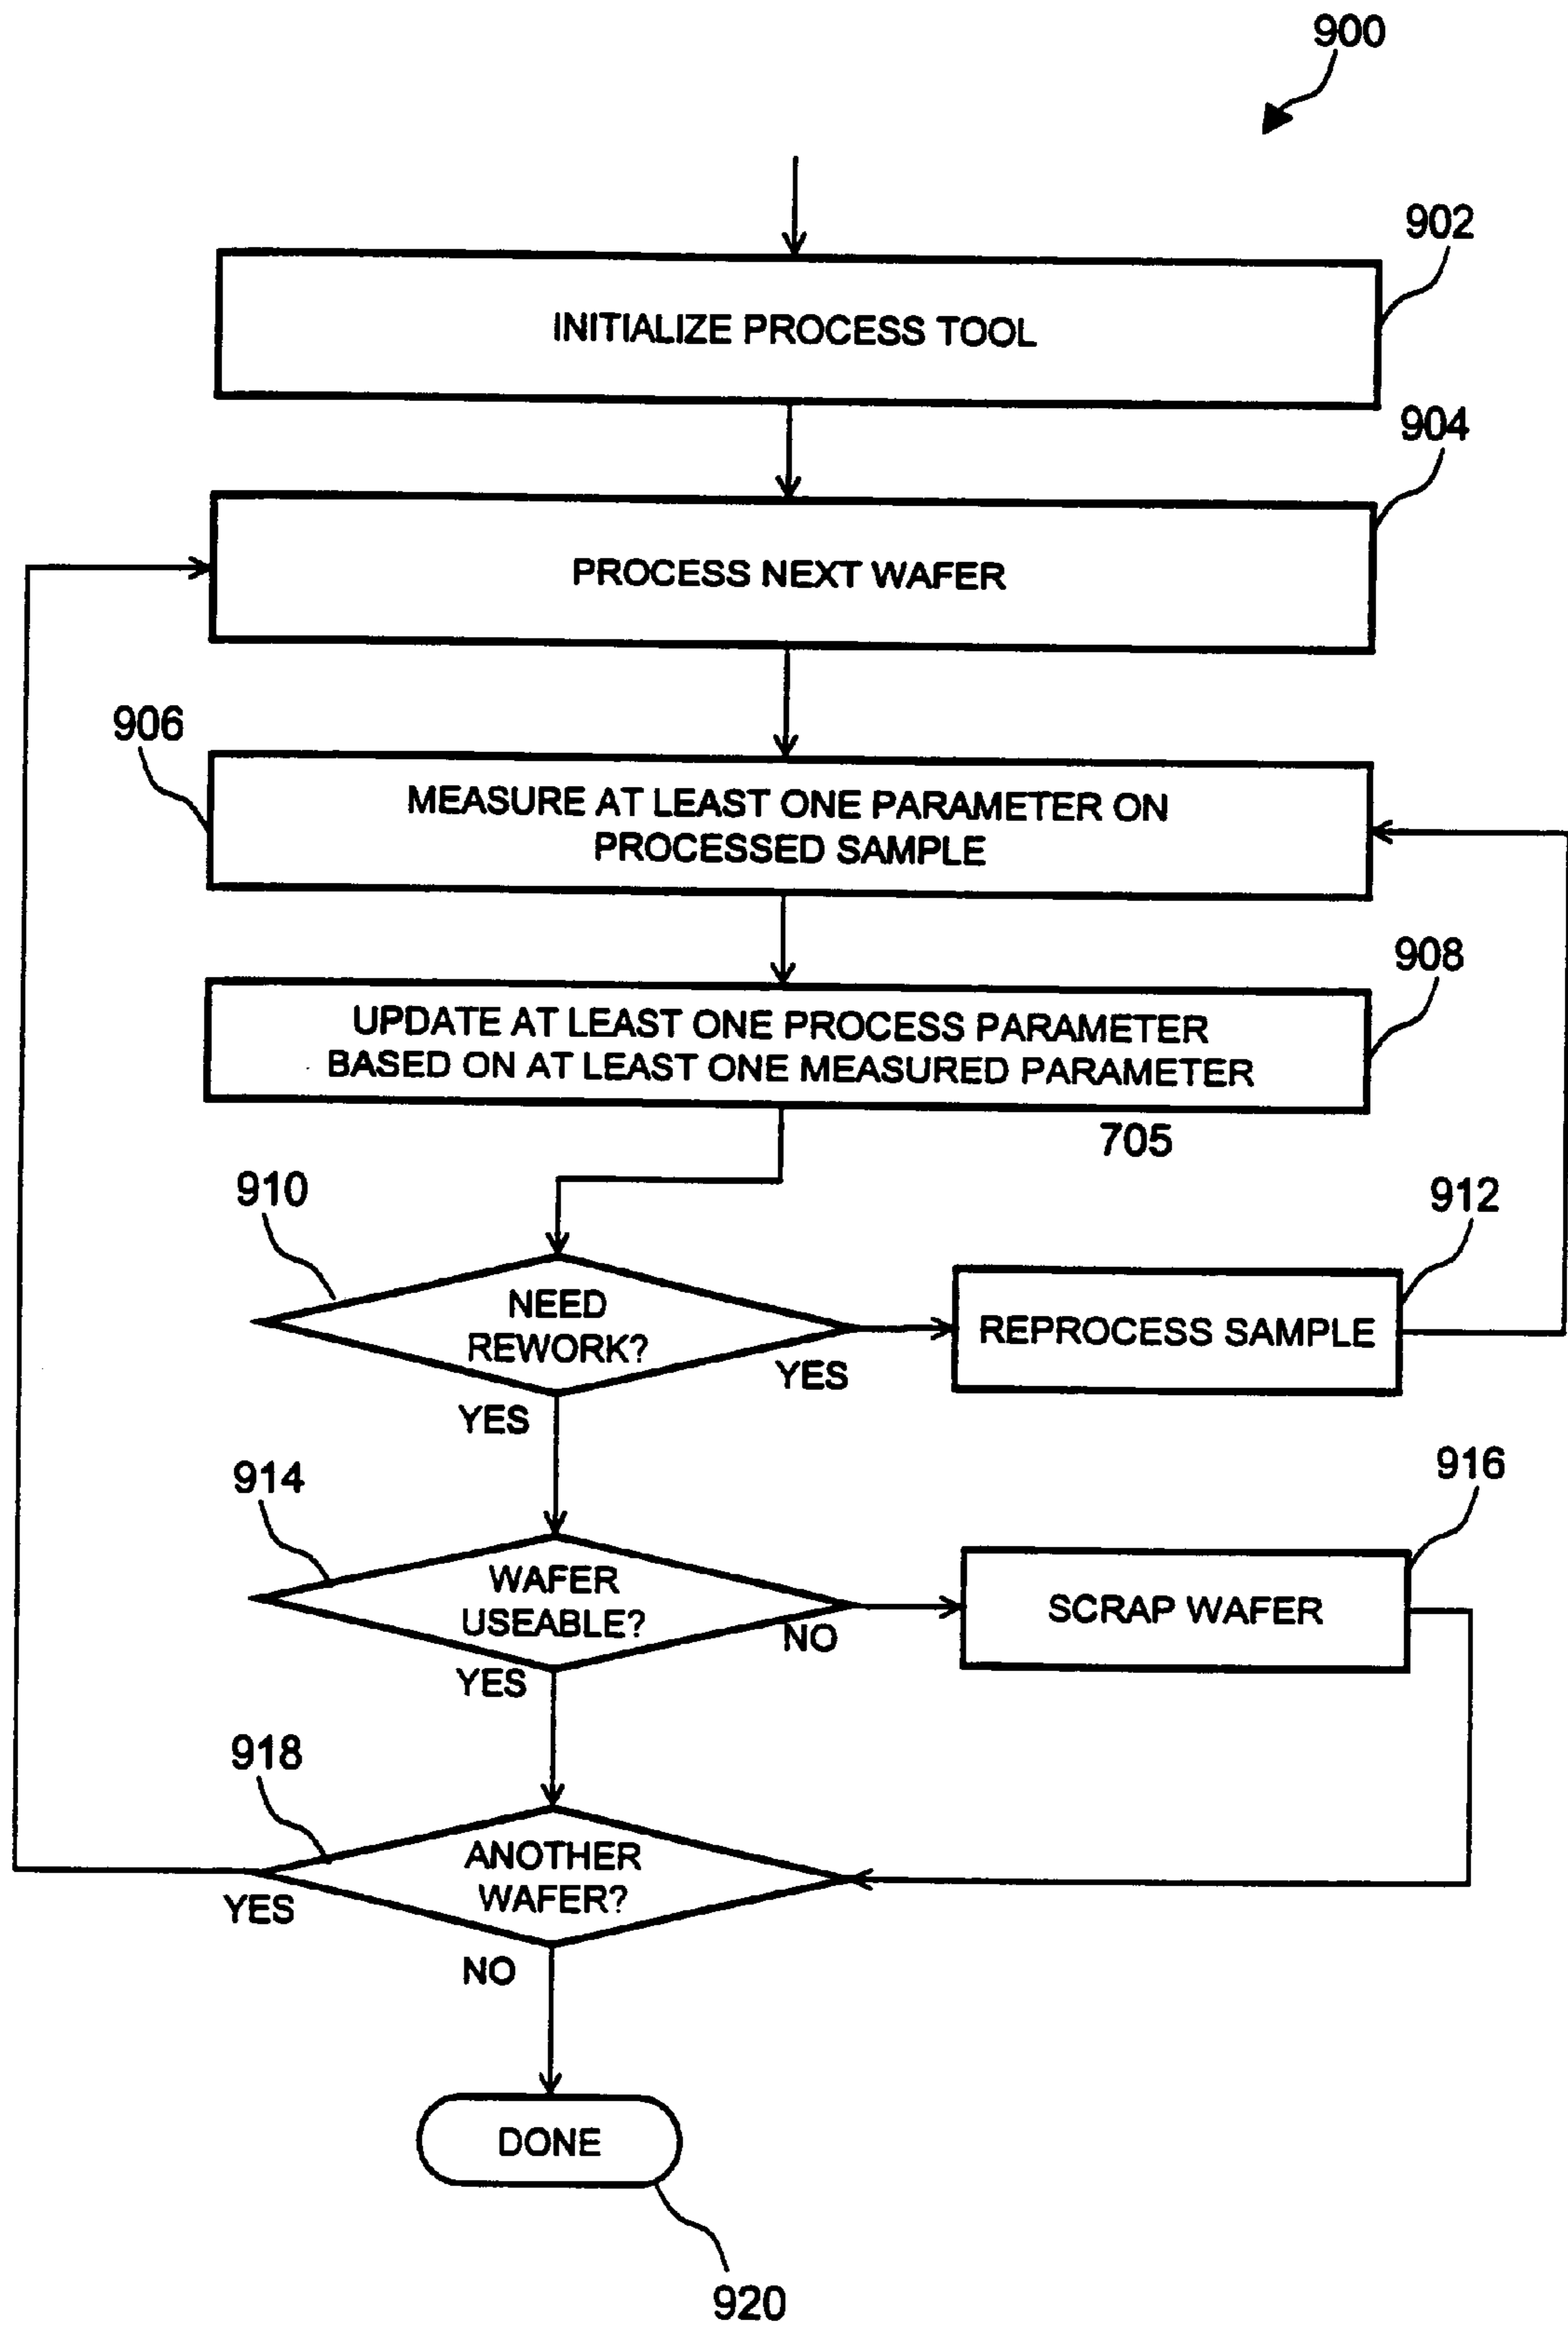 900
902
INITIALIZE PROCESS TOOL
904
PROCESS NEXT WAFER
906
MEASURE AT LEAST ONE PARAMETER ON
PROCESSED SAMPLE
908
UPDATE AT LEAST ONE PROCESS PARAMETER
BASED ON AT LEAST ONE MEASURED PARAMETER
705
910
912
NEED
REWORK?
REPROCESS SAMPLE
YES
YES
914
916
WAFER
USEABLE?
SCRAP WAFER
NO
YES
918
ANOTHER
WAFER?
YES
NO
DONE
920